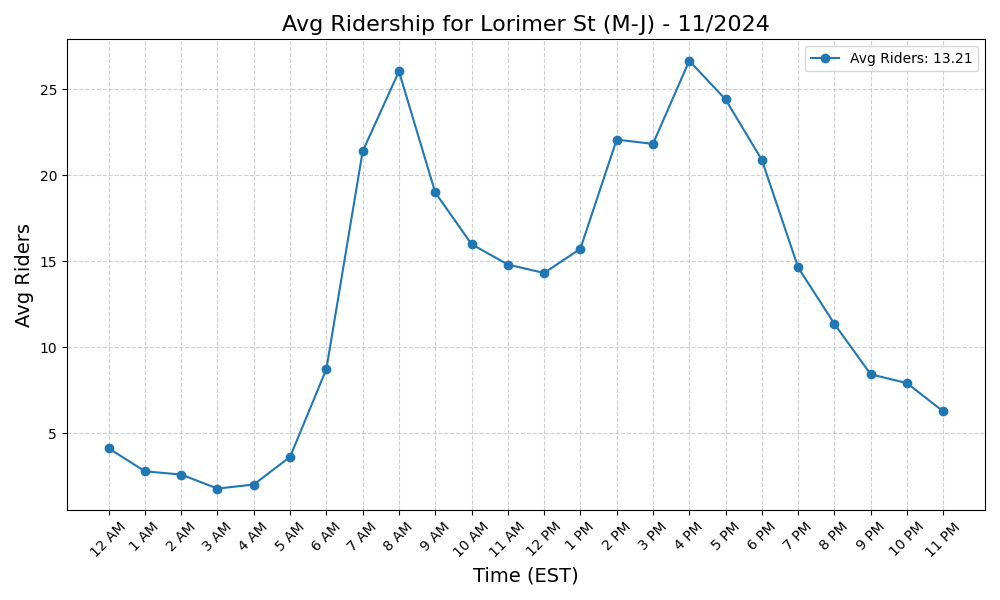 Avg Ridership for Lorimer St (M-J) - 11/2024
Avg Riders: 13.21
Avg Riders
25
20
15
10
5
12 AM
1 AM
2 AM
3 AM
4 AM
5 AM
6 AM
7 AM
8 AM
9 AM
10 AM
11 AM
12 PM
1 PM
2 PM
3 PM
4 PM
5 PM
6 PM
7 PM
8 PM
9 PM
10 PM
11 PM
Time (EST)